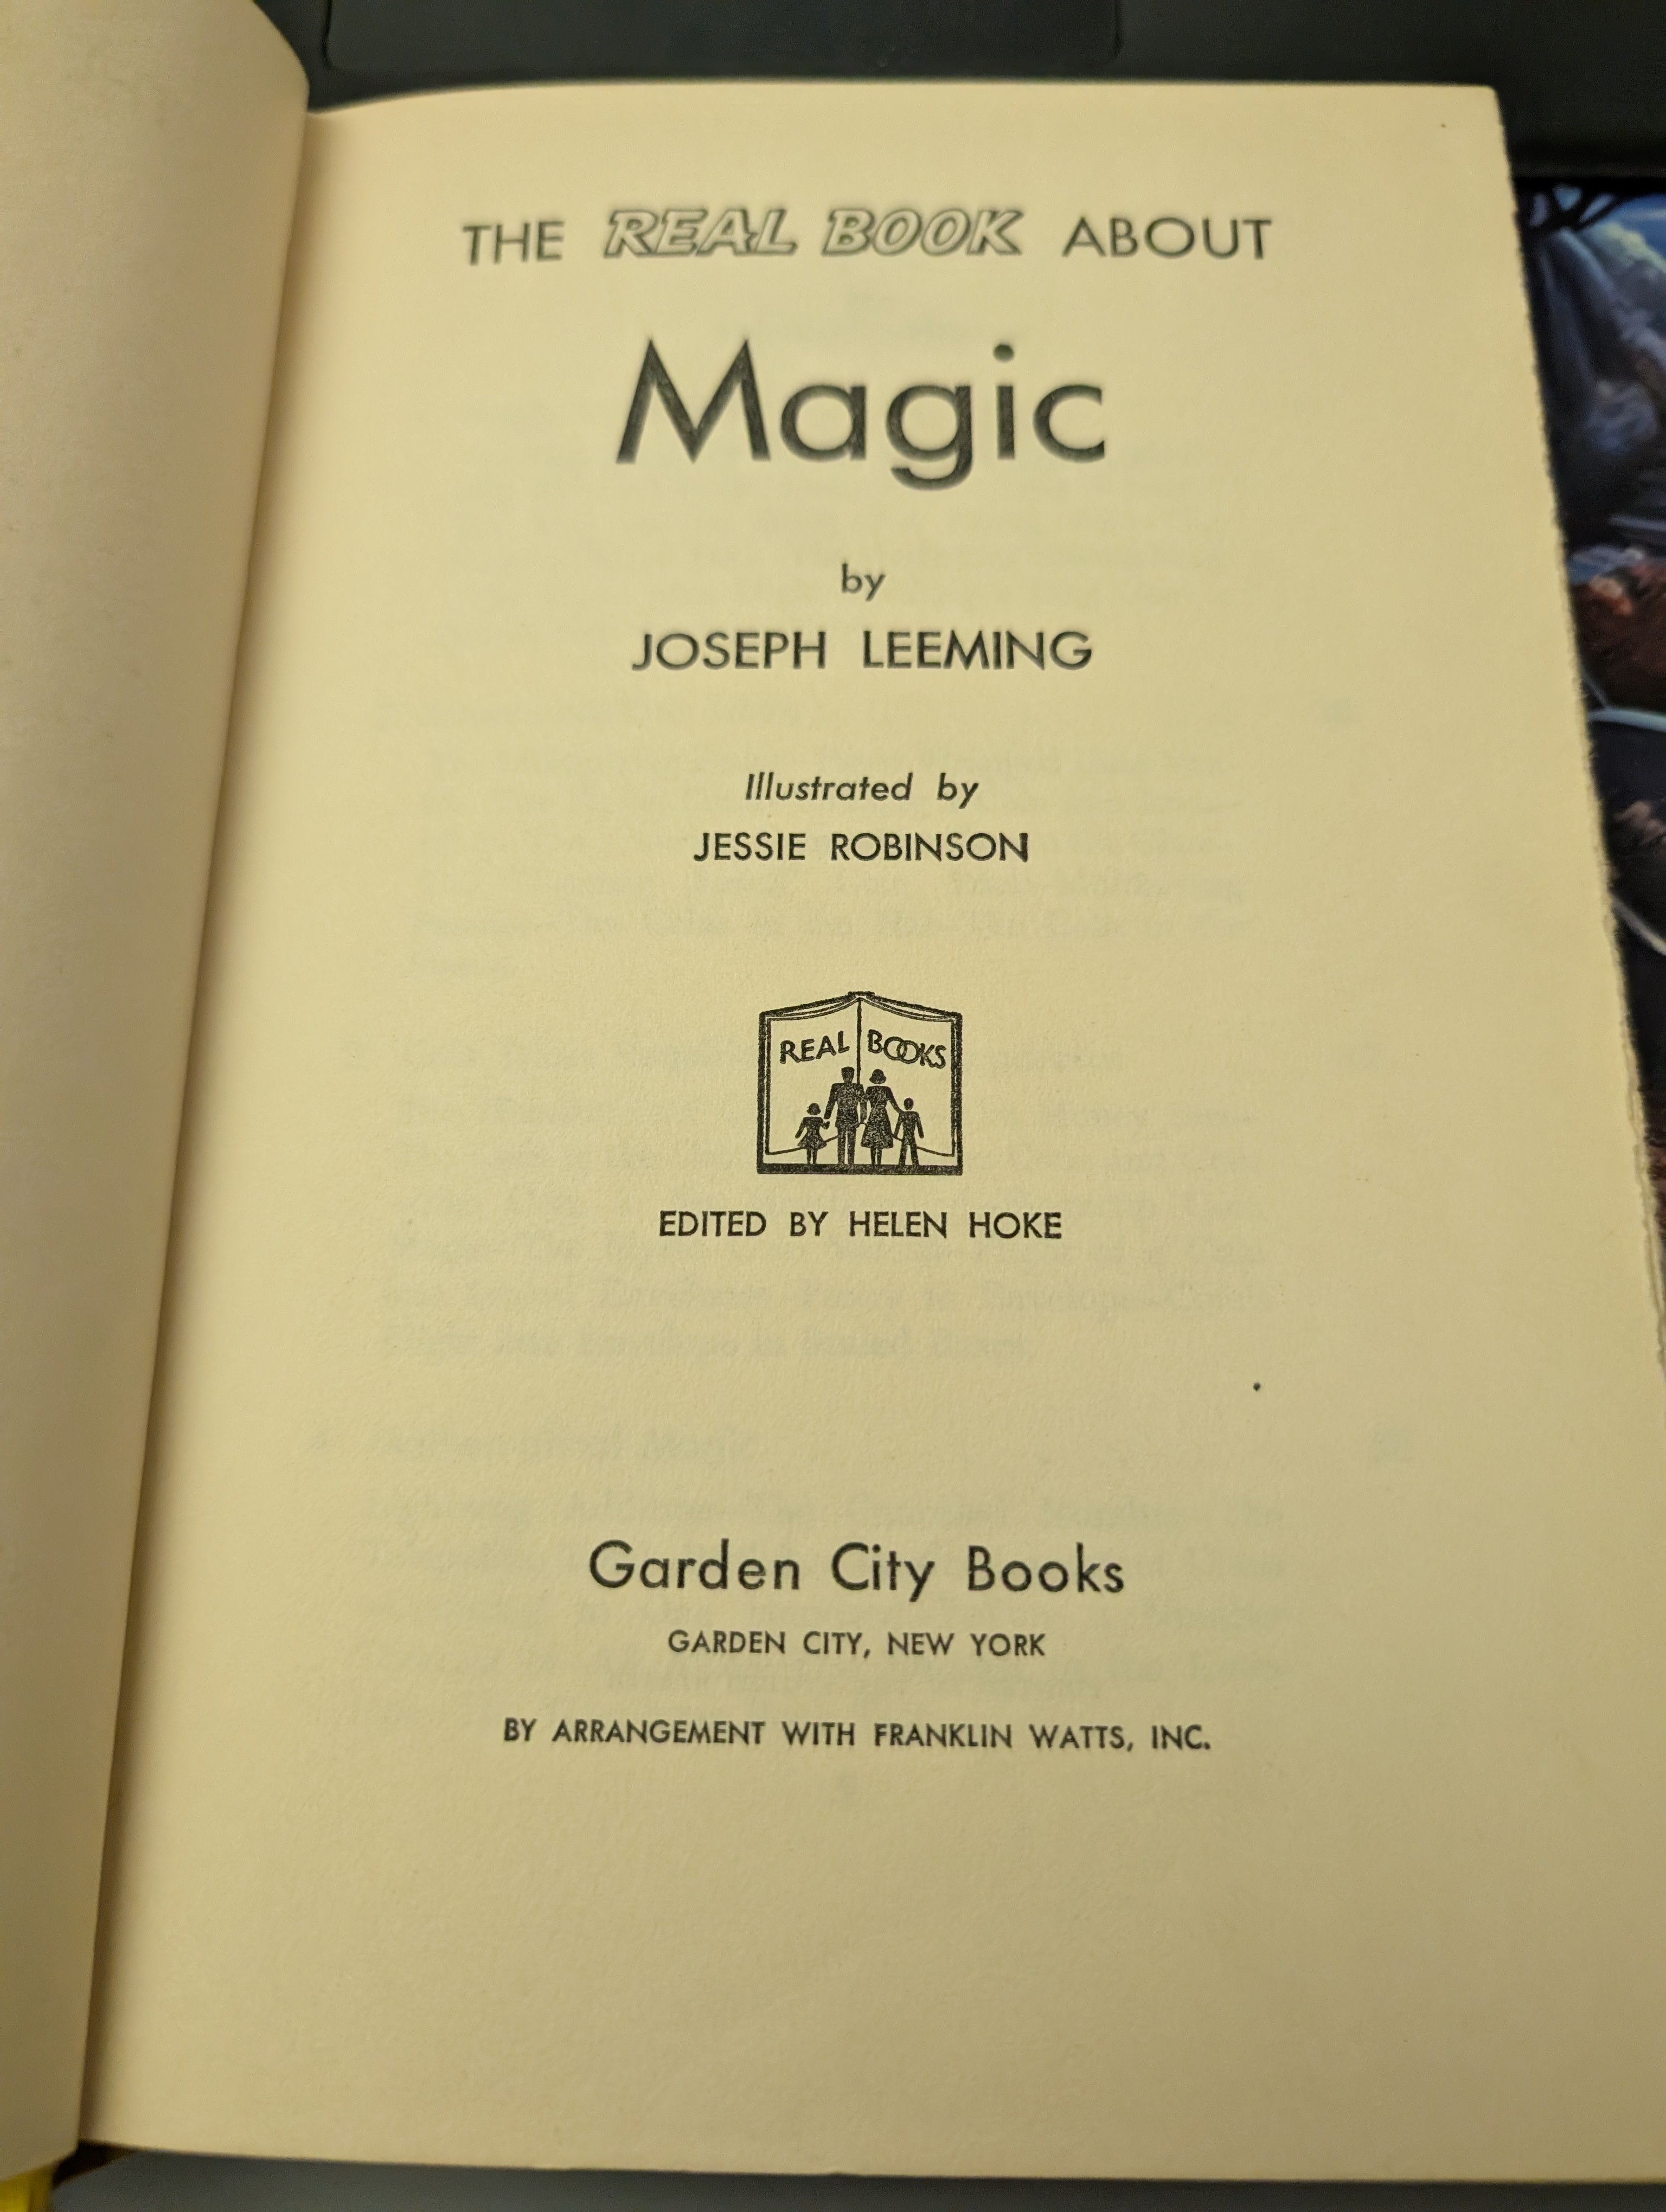 THE REAL BOOK ABOUT
Magic
by
JOSEPH LEEMING
Illustrated by
JESSIE ROBINSON
REAL BOOKS
EDITED BY HELEN HOKE
Garden City Books
GARDEN CITY, NEW YORK
BY ARRANGEMENT WITH FRANKLIN WATTS, INC.